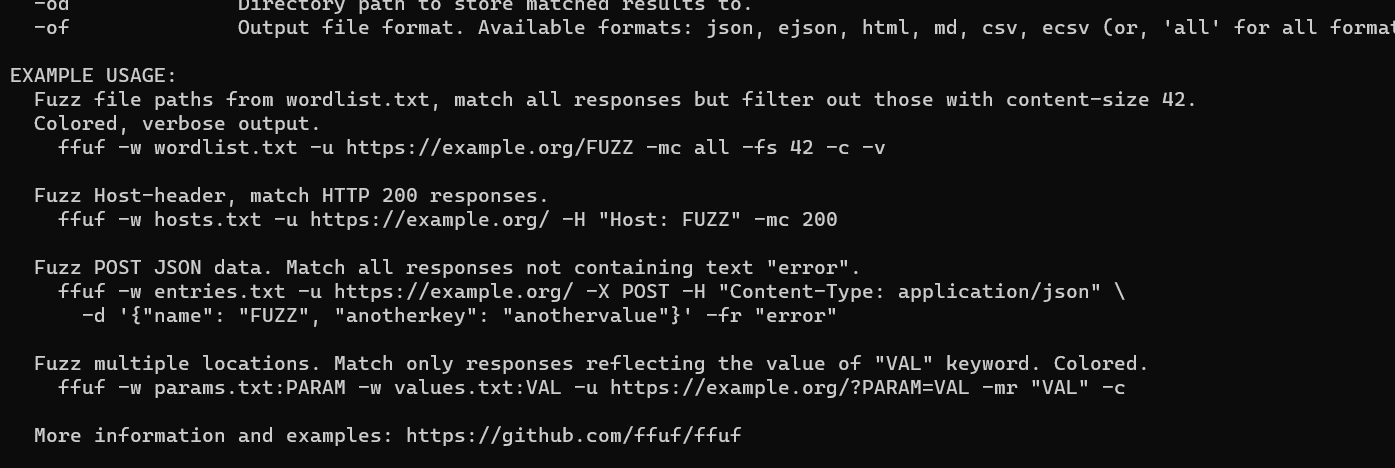 -od Directory path to store matched results to.
-of Output file format. Available formats: json, ejson, html, md, csv, ecsv (or, 'all' for all format
EXAMPLE USAGE:
Fuzz file paths from wordlist.txt, match all responses but filter out those with content-size 42.
Colored, verbose output.
ffuf -w wordlist.txt -u https://example.org/FUZZ -mc all -fs 42 -c -v
Fuzz Host-header, match HTTP 200 responses.
ffuf -w hosts.txt -u https://example.org/ -H "Host: FUZZ" -mc 200
Fuzz POST JSON data. Match all responses not containing text "error".
ffuf -w entries.txt -u https://example.org/ -X POST -H "Content-Type: application/json" \
-d '{"name": "FUZZ", "anotherkey": "anothervalue"}' -fr "error"
Fuzz multiple locations. Match only responses reflecting the value of "VAL" keyword. Colored.
ffuf -w params.txt:PARAM -w values.txt:VAL -u https://example.org/?PARAM=VAL -mr "VAL" -c
More information and examples: https://github.com/ffuf/ffuf